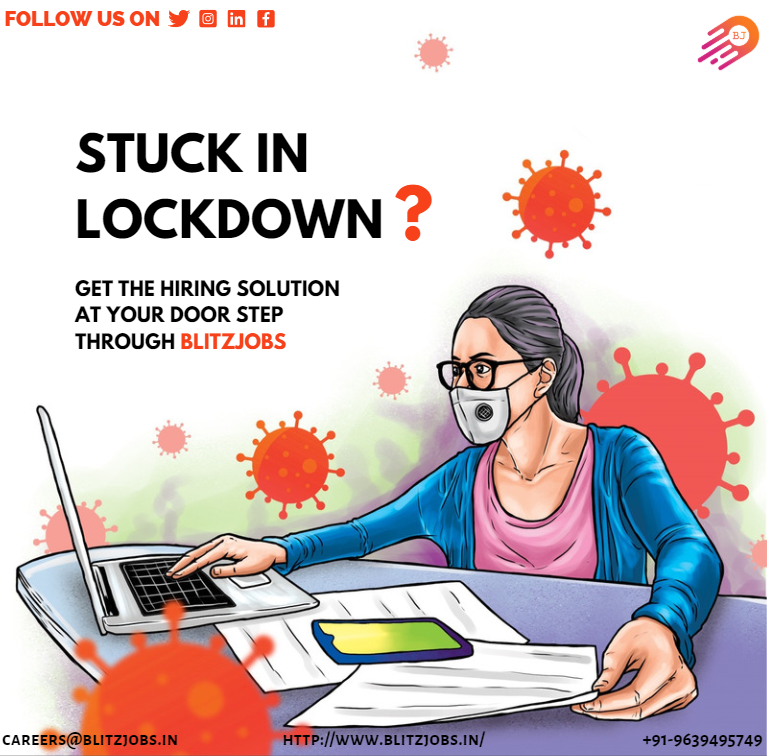 FOLLOW US ON
BJ
STUCK IN
LOCKDOWN?
GET THE HIRING SOLUTION
AT YOUR DOOR STEP
THROUGH BLITZJOBS
CAREERS@BLITZJOBS.IN
HTTP://WWW.BLITZJOBS.IN/
+91-9639495749